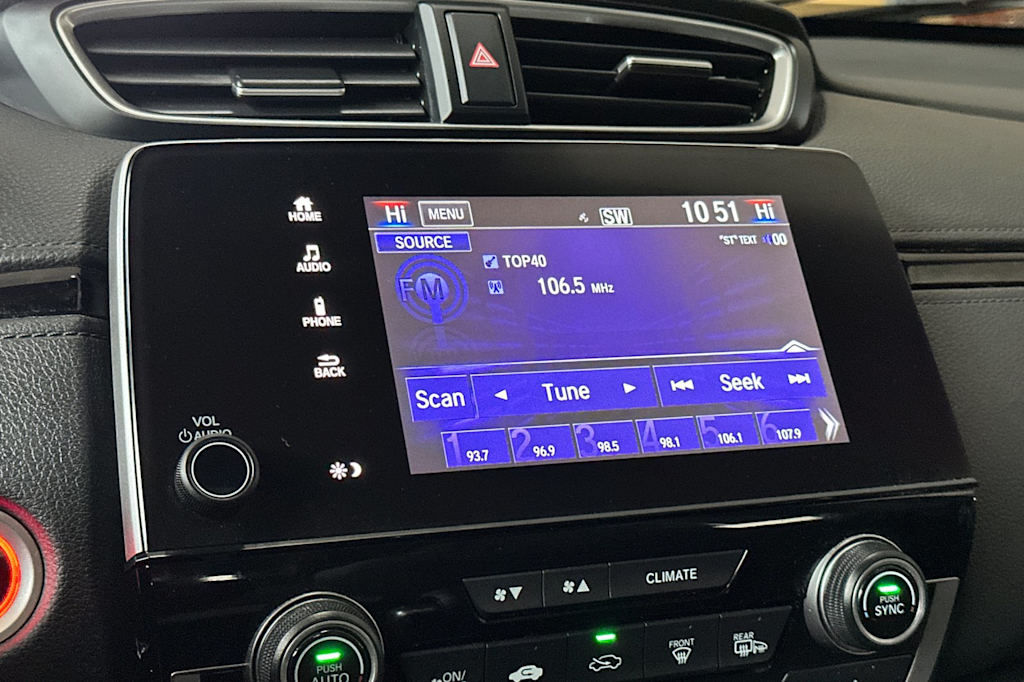 HOME
AUDIO
PHONE
BACK
VOL
AUDIO
Hi MENU SW 10 51 Hi
SOURCE "ST" TEXT 00
TOP40
FM 106.5 MHz
Scan Tune Seek
1 93.7 2 96.9 3 98.5 4 98.1 5 106.1 6 107.9
CLIMATE
PUSH
AUTO
ON/
FRONT
REAR
PUSH
SYNC